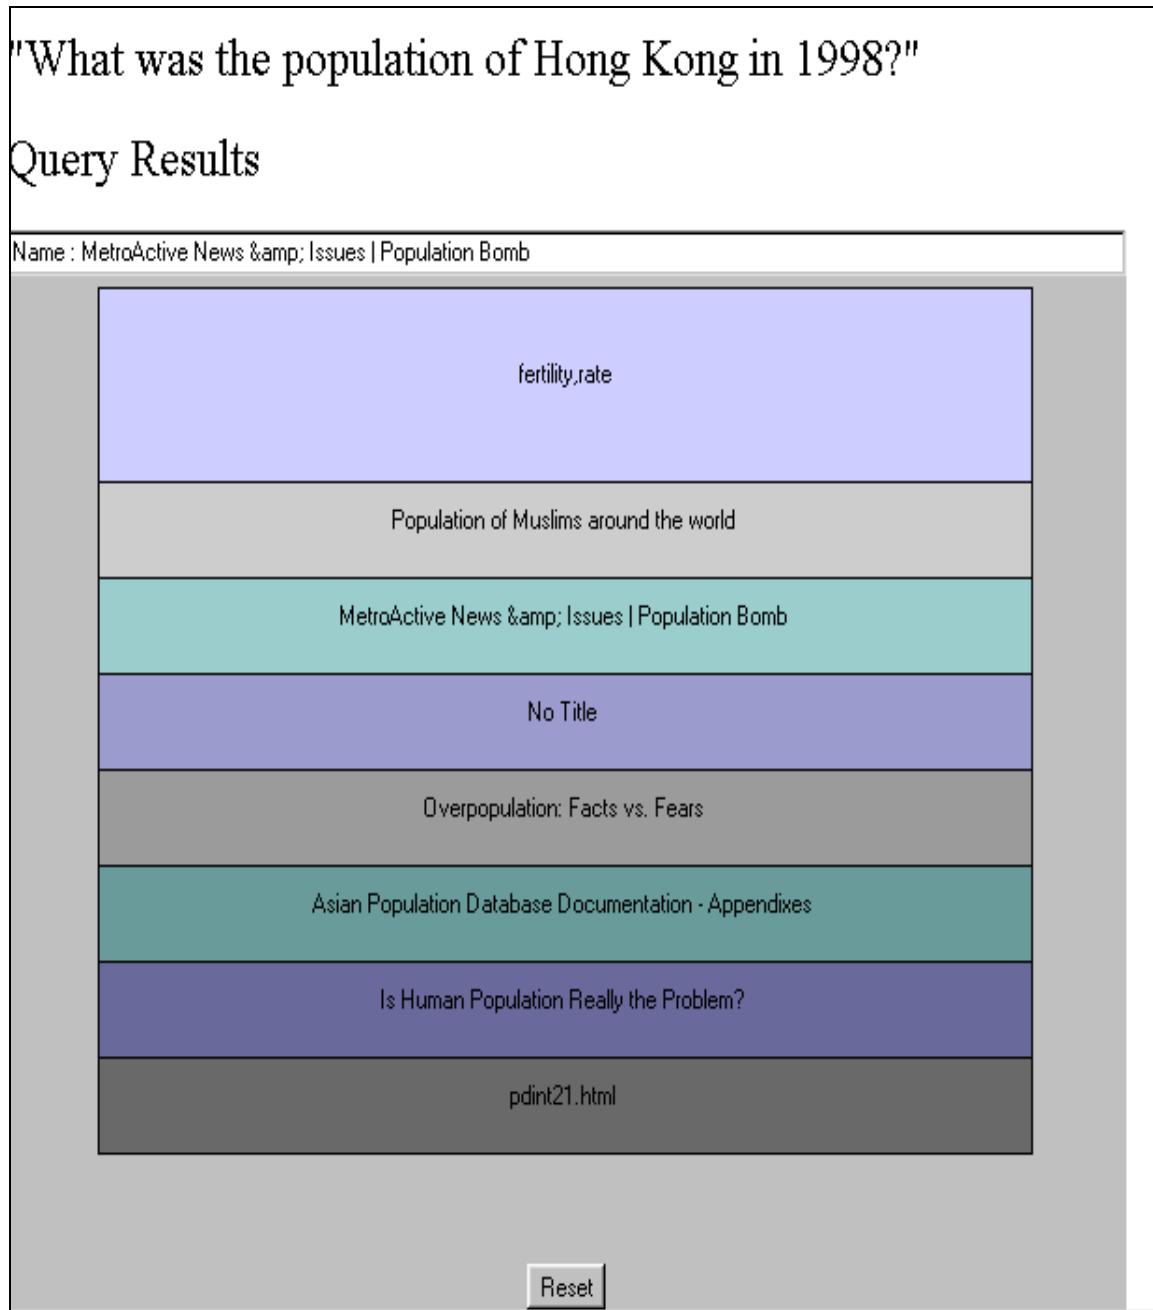 "What was the population of Hong Kong in 1998?"
Query Results
Name : MetroActive News &amp; Issues | Population Bomb
fertility,rate
Population of Muslims around the world
MetroActive News &amp; Issues | Population Bomb
No Title
Overpopulation: Facts vs. Fears
Asian Population Database Documentation - Appendixes
Is Human Population Really the Problem?
pdint21.html
Reset